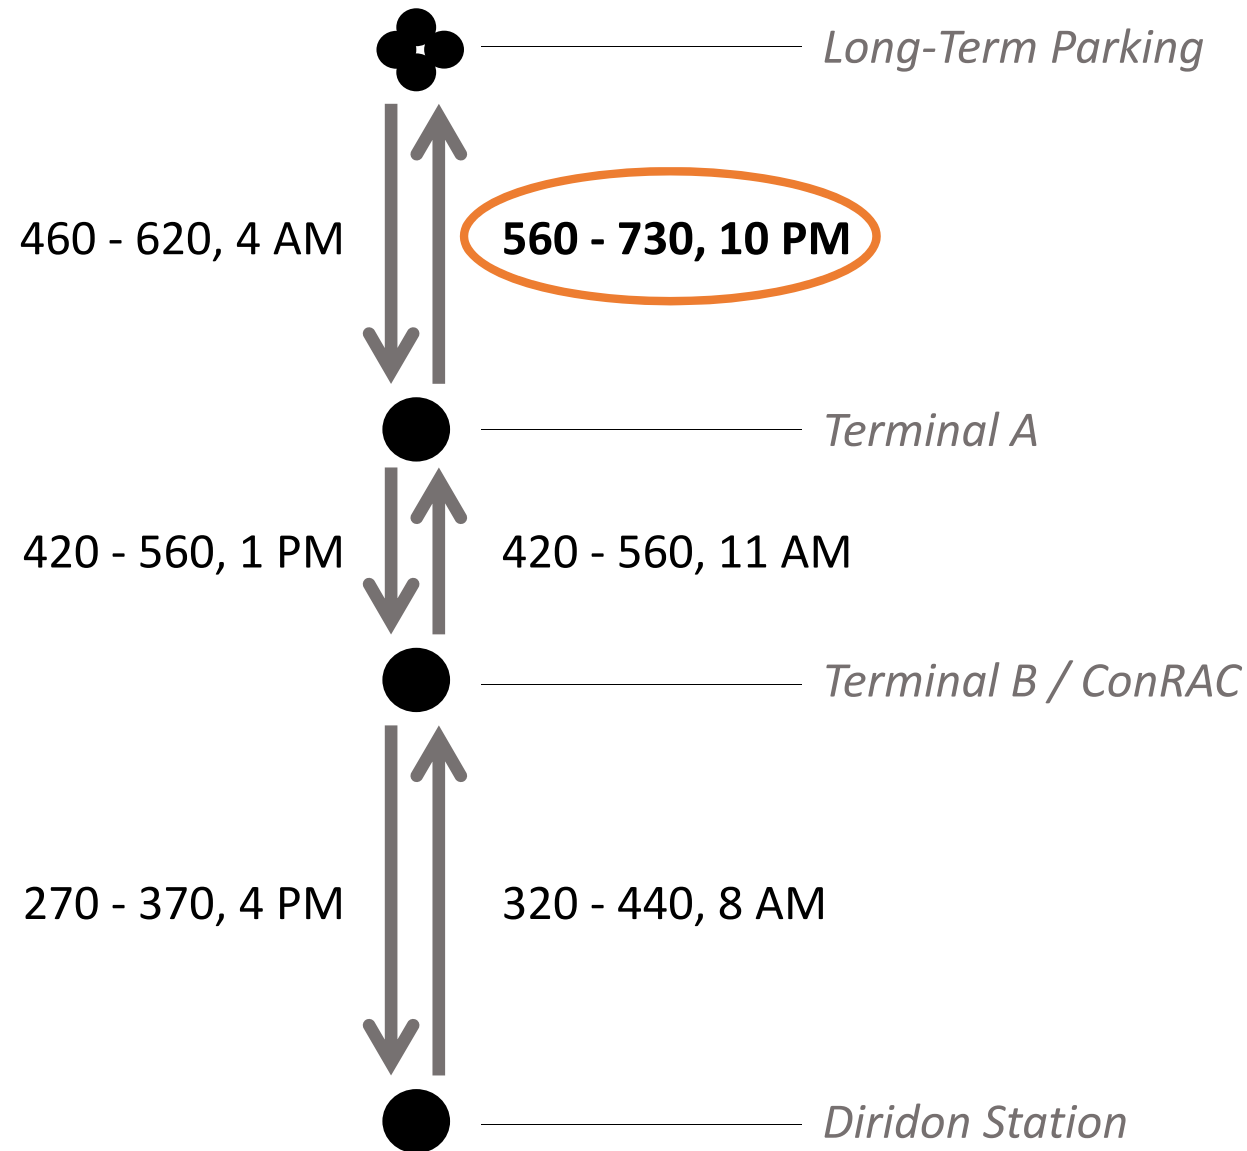 Long-Term Parking
460 - 620, 4 AM
560 - 730, 10 PM
Terminal A
420 - 560, 1 PM
420 - 560, 11 AM
Terminal B / ConRAC
270 - 370, 4 PM
320 - 440, 8 AM
Diridon Station